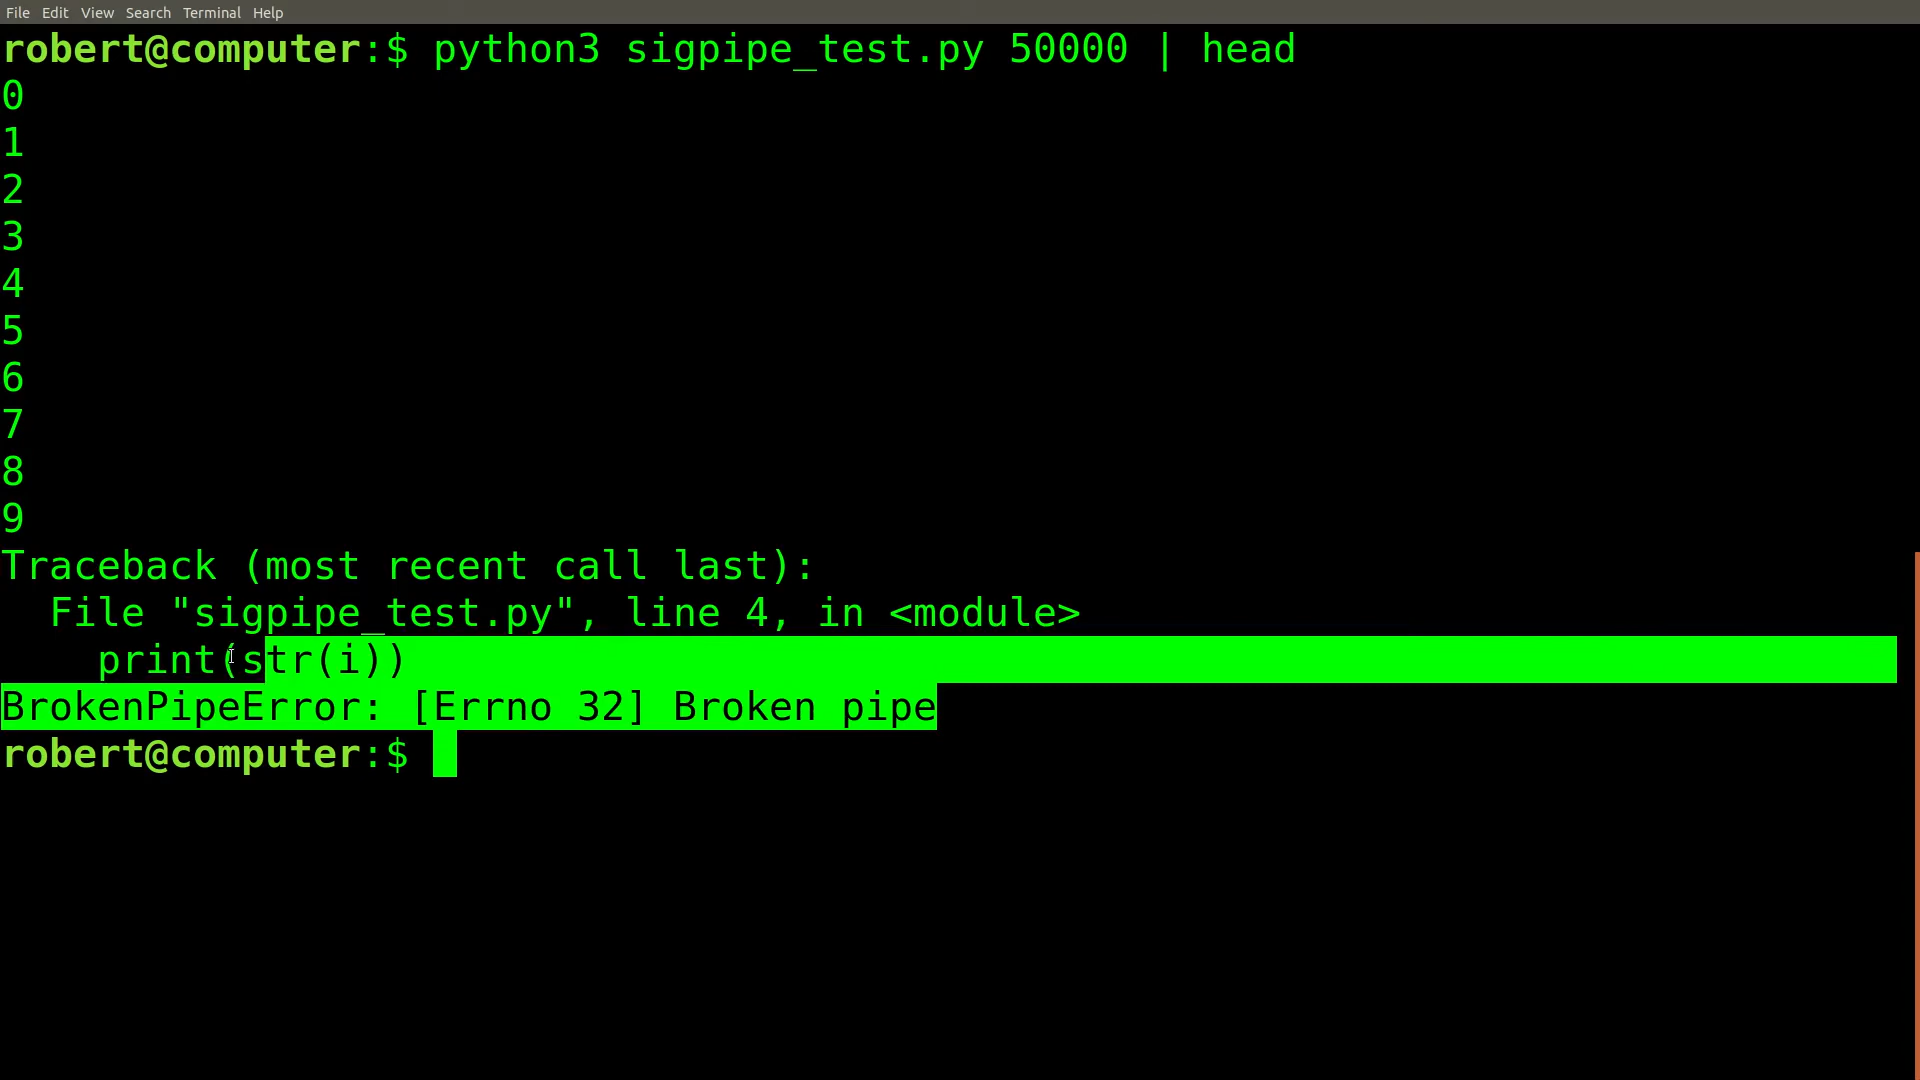 File Edit View Search Terminal Help
robert@computer:$ python3 sigpipe_test.py 50000 | head
0
1
2
3
4
5
6
7
8
9
Traceback (most recent call last):
  File "sigpipe_test.py", line 4, in <module>
    print(str(i))
BrokenPipeError: [Errno 32] Broken pipe
robert@computer:$